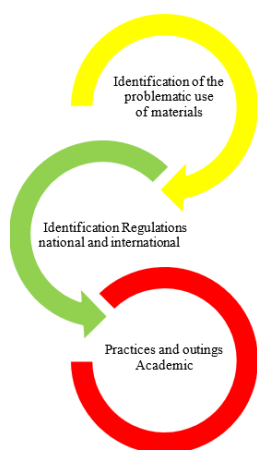 Identification of the
problematic use
of materials
Identification Regulations
national and international
Practices and outings
Academic